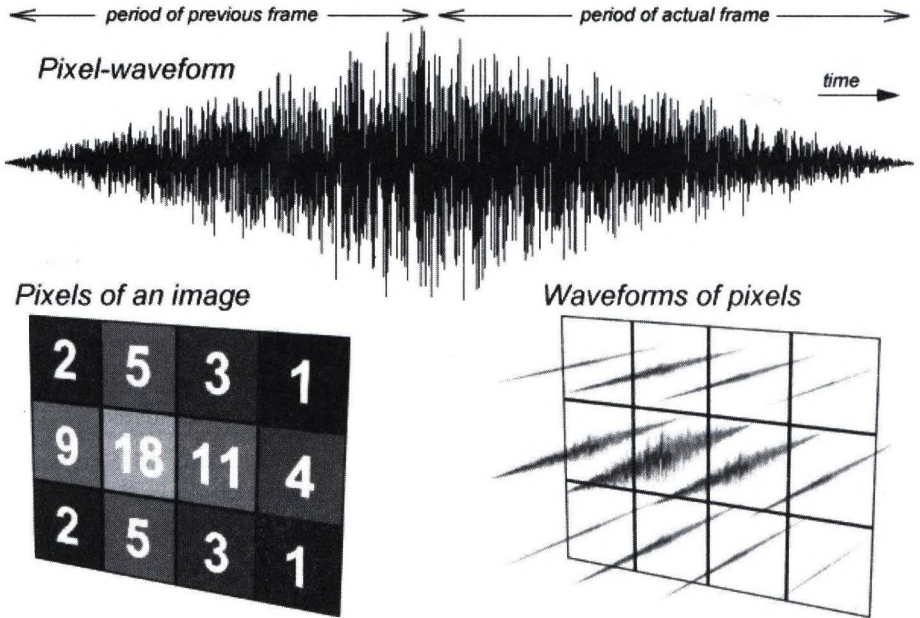 period of previous frame
period of actual frame
Pixel-waveform
time
Pixels of an image
Waveforms of pixels
2 5 3 1
9 18 11 4
2 5 3 1